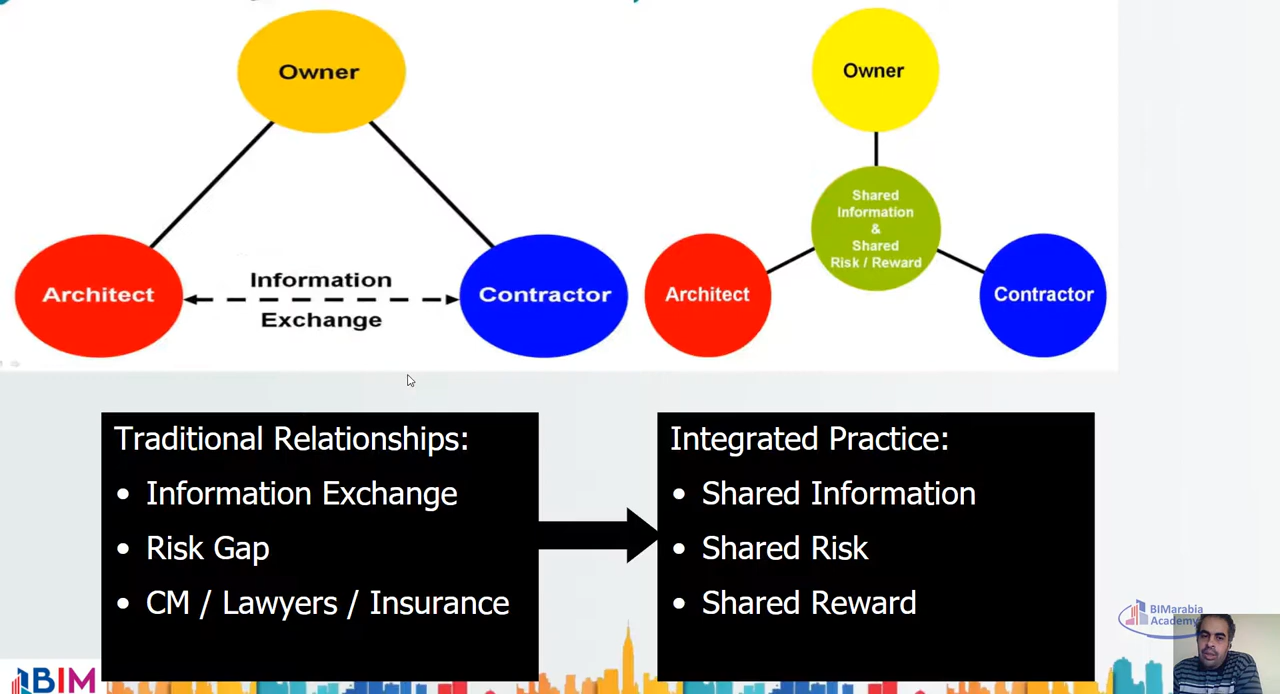 Owner
Architect
Information
Exchange
Contractor
Owner
Shared
Information
&
Shared
Risk / Reward
Architect
Contractor
Traditional Relationships:
• Information Exchange
• Risk Gap
• CM / Lawyers / Insurance
Integrated Practice:
• Shared Information
• Shared Risk
• Shared Reward
BIMarabia
Academy
BIM